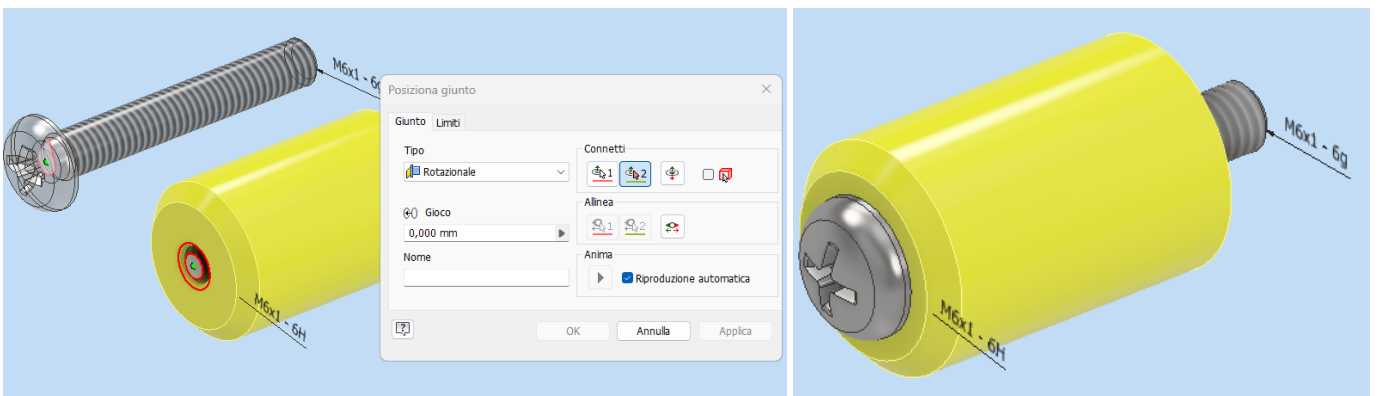 M6x1 - 6g
M6x1 - 6H
Posiziona giunto
Giunto
Limiti
Tipo
Rotazionale
Gioco
0,000 mm
Nome
Connetti
1
2
Allinea
1
2
Anima
Riproduzione automatica
?
OK
Annulla
Applica
M6x1 - 6g
M6x1 - 6H